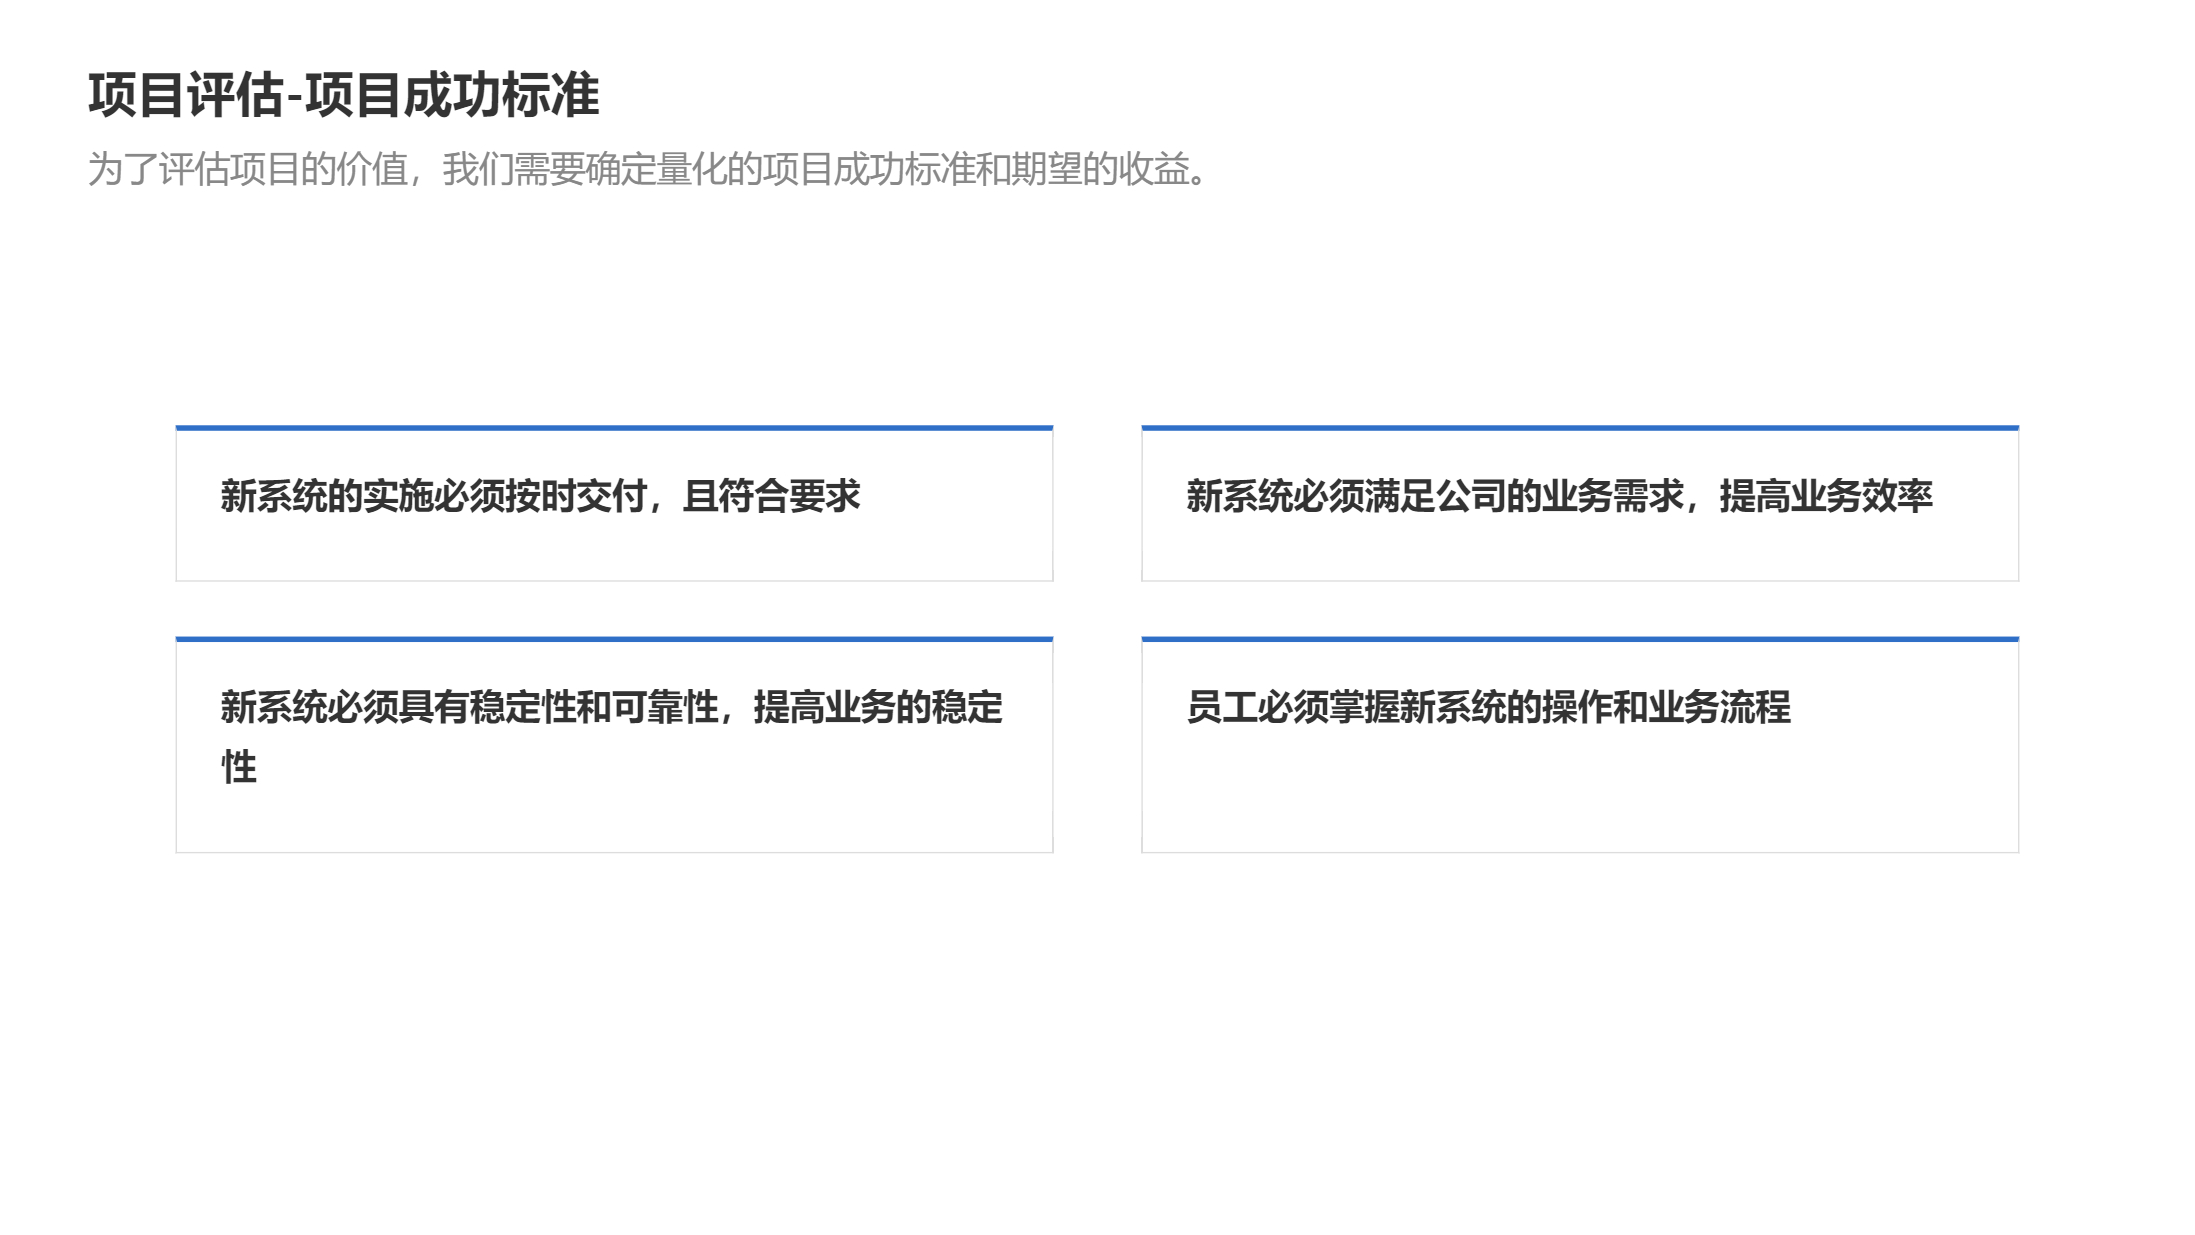 项目评估-项目成功标准
为了评估项目的价值，我们需要确定量化的项目成功标准和期望的收益。
新系统的实施必须按时交付，且符合要求
新系统必须满足公司的业务需求，提高业务效率
新系统必须具有稳定性和可靠性，提高业务的稳定
性
员工必须掌握新系统的操作和业务流程